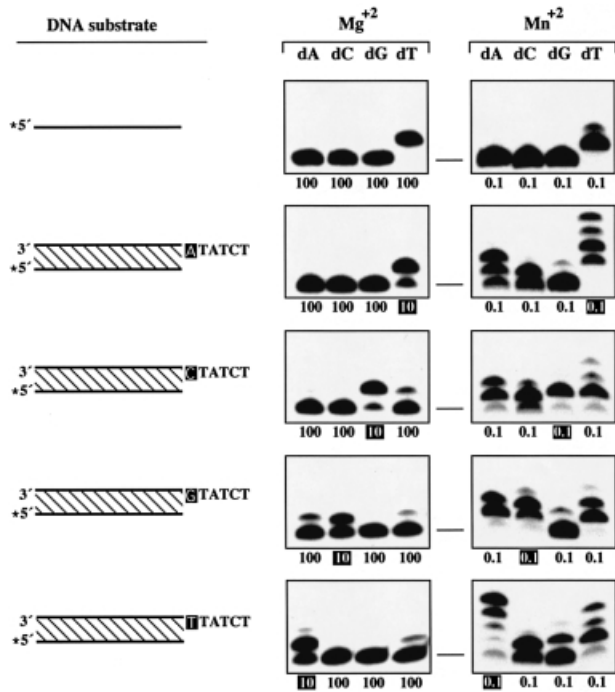 DNA substrate Mg+2 Mn+2
dA dC dG dT dA dC dG dT
*5´
100 100 100 100 0.1 0.1 0.1 0.1
3´ ATATCT
*5´
100 100 100 10 0.1 0.1 0.1 0.1
3´ CTATCT
*5´
100 100 10 100 0.1 0.1 0.1 0.1
3´ GTATCT
*5´
100 10 100 100 0.1 0.1 0.1 0.1
3´ TTATCT
*5´
10 100 100 100 0.1 0.1 0.1 0.1